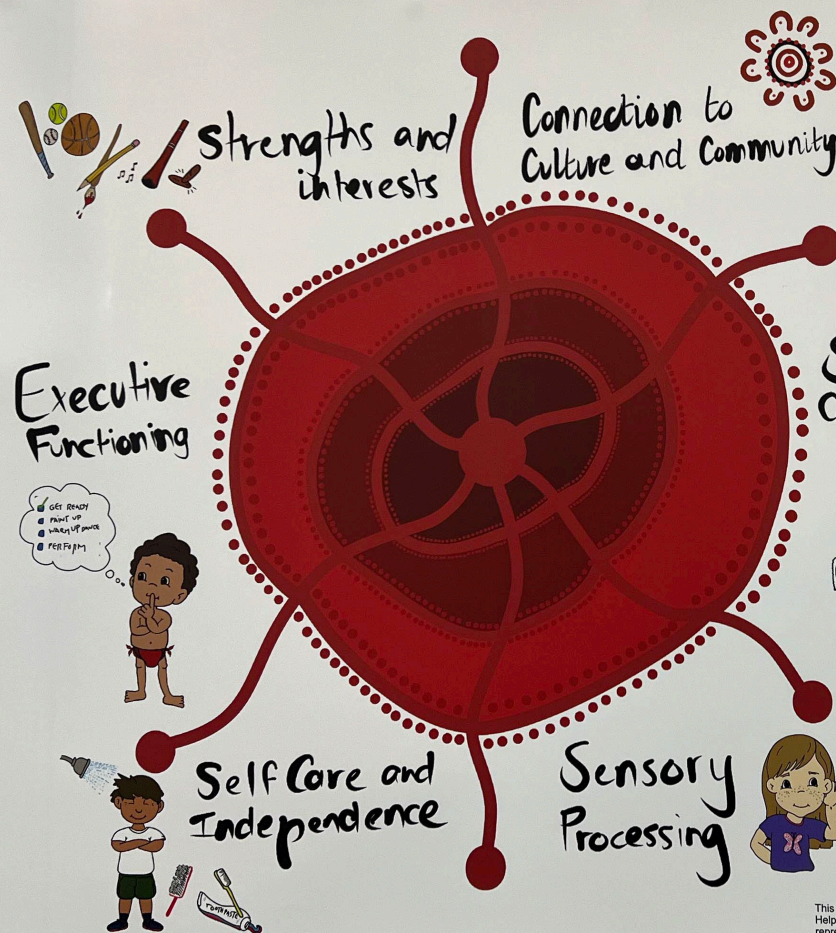 Strengths and
interests
Connection to
Culture and Community
Executive
Functioning
GET READY
PAINT UP
WARM UP DANCE
PERFORM
Self Care and
Independence
TOOTHPASTE
Sensory
Processing
This
Help
repre